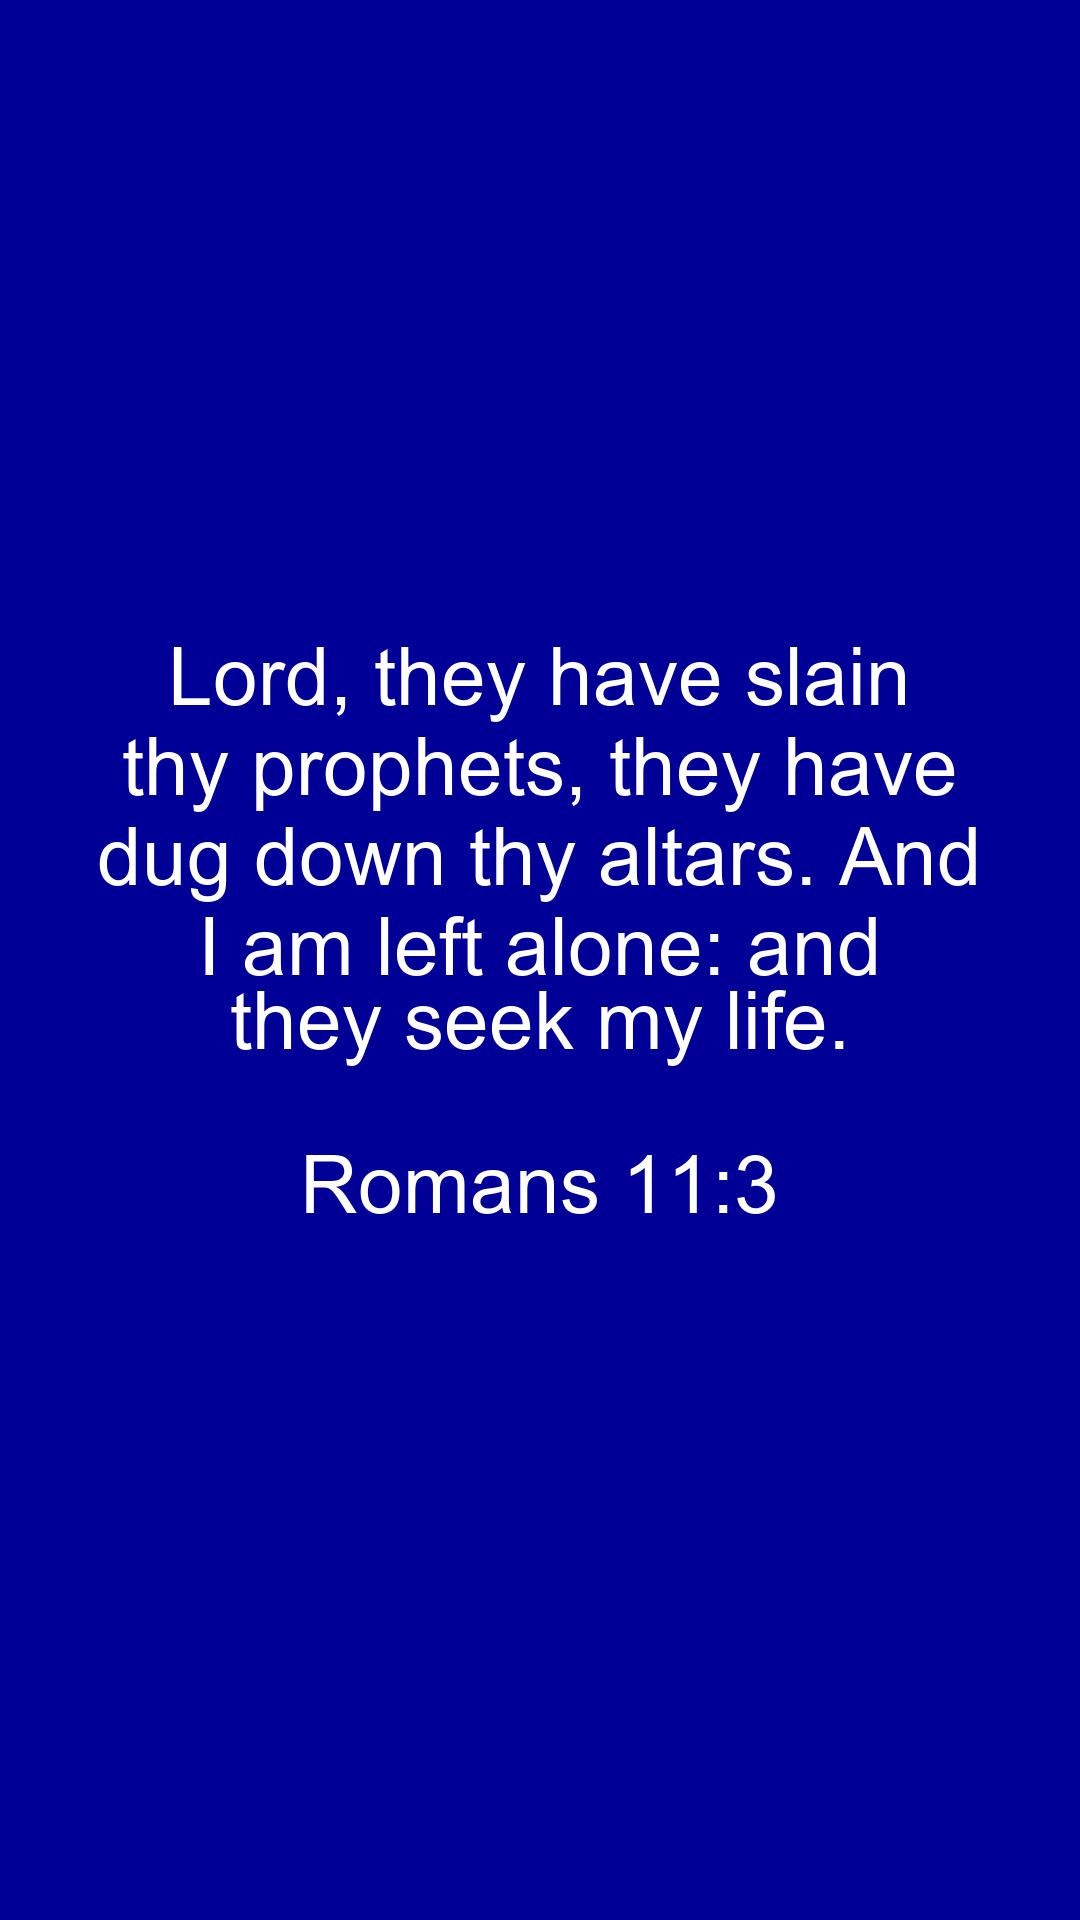 Lord, they have slain
thy prophets, they have
dug down thy altars. And
I am left alone: and
they seek my life.
Romans 11:3